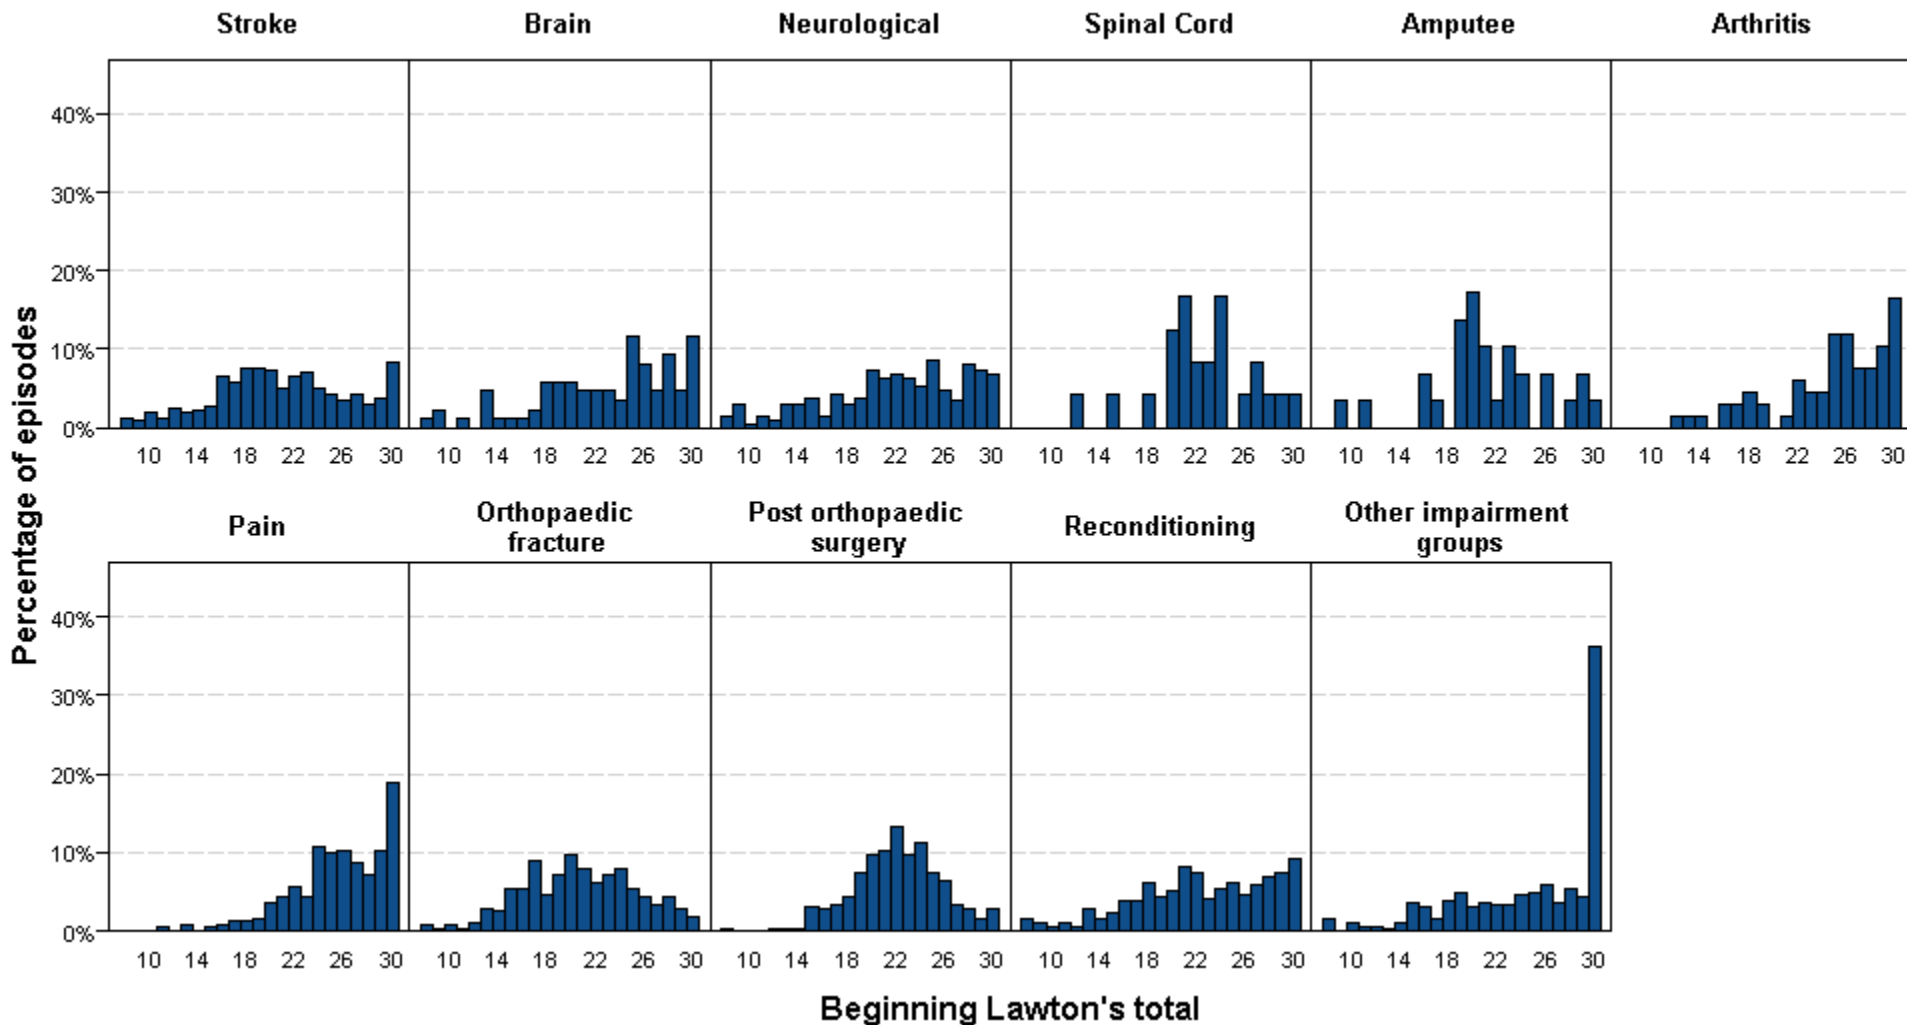 Stroke Brain Neurological Spinal Cord Amputee Arthritis
40%
30%
20%
10%
0%
10 14 18 22 26 30 10 14 18 22 26 30 10 14 18 22 26 30 10 14 18 22 26 30 10 14 18 22 26 30 10 14 18 22 26 30
Percentage of episodes
Pain
Orthopaedic
fracture
Post orthopaedic
surgery
Reconditioning
Other impairment
groups
40%
30%
20%
10%
0%
10 14 18 22 26 30 10 14 18 22 26 30 10 14 18 22 26 30 10 14 18 22 26 30 10 14 18 22 26 30
Beginning Lawton's total